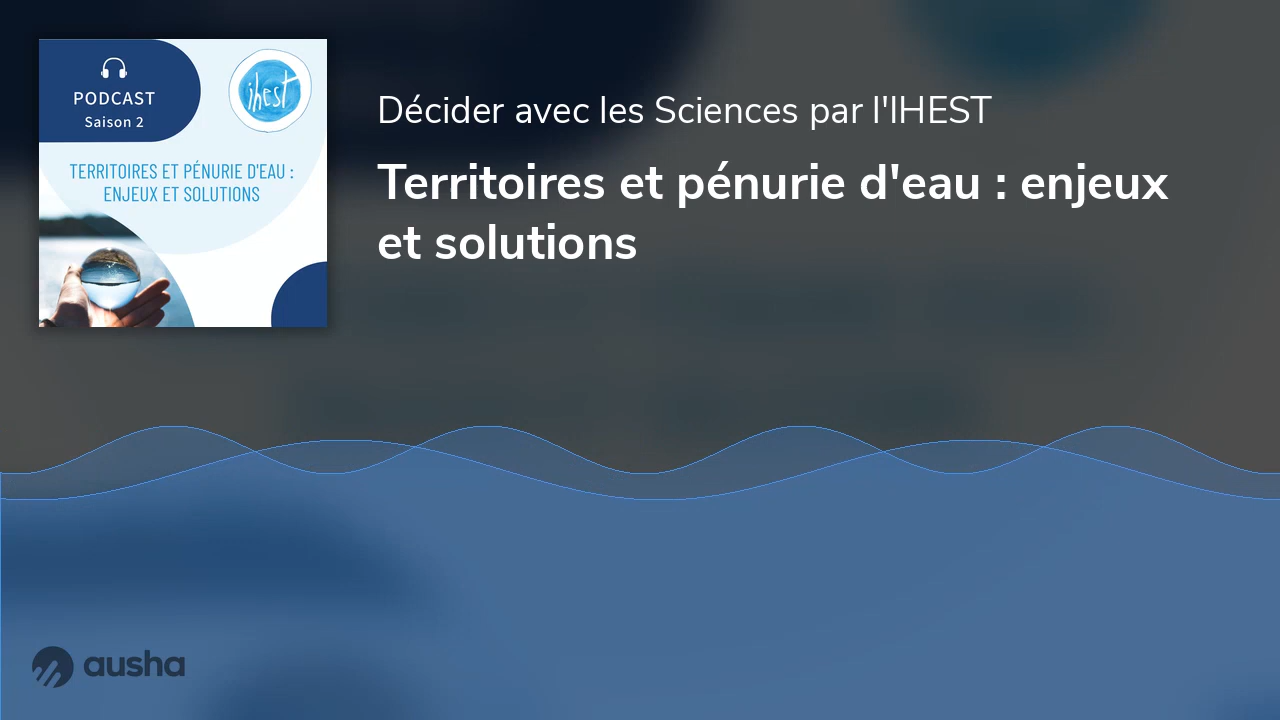 PODCAST
Saison 2
ihest
TERRITOIRES ET PÉNURIE D'EAU :
ENJEUX ET SOLUTIONS
Décider avec les Sciences par l'IHEST
Territoires et pénurie d'eau : enjeux
et solutions
ausha